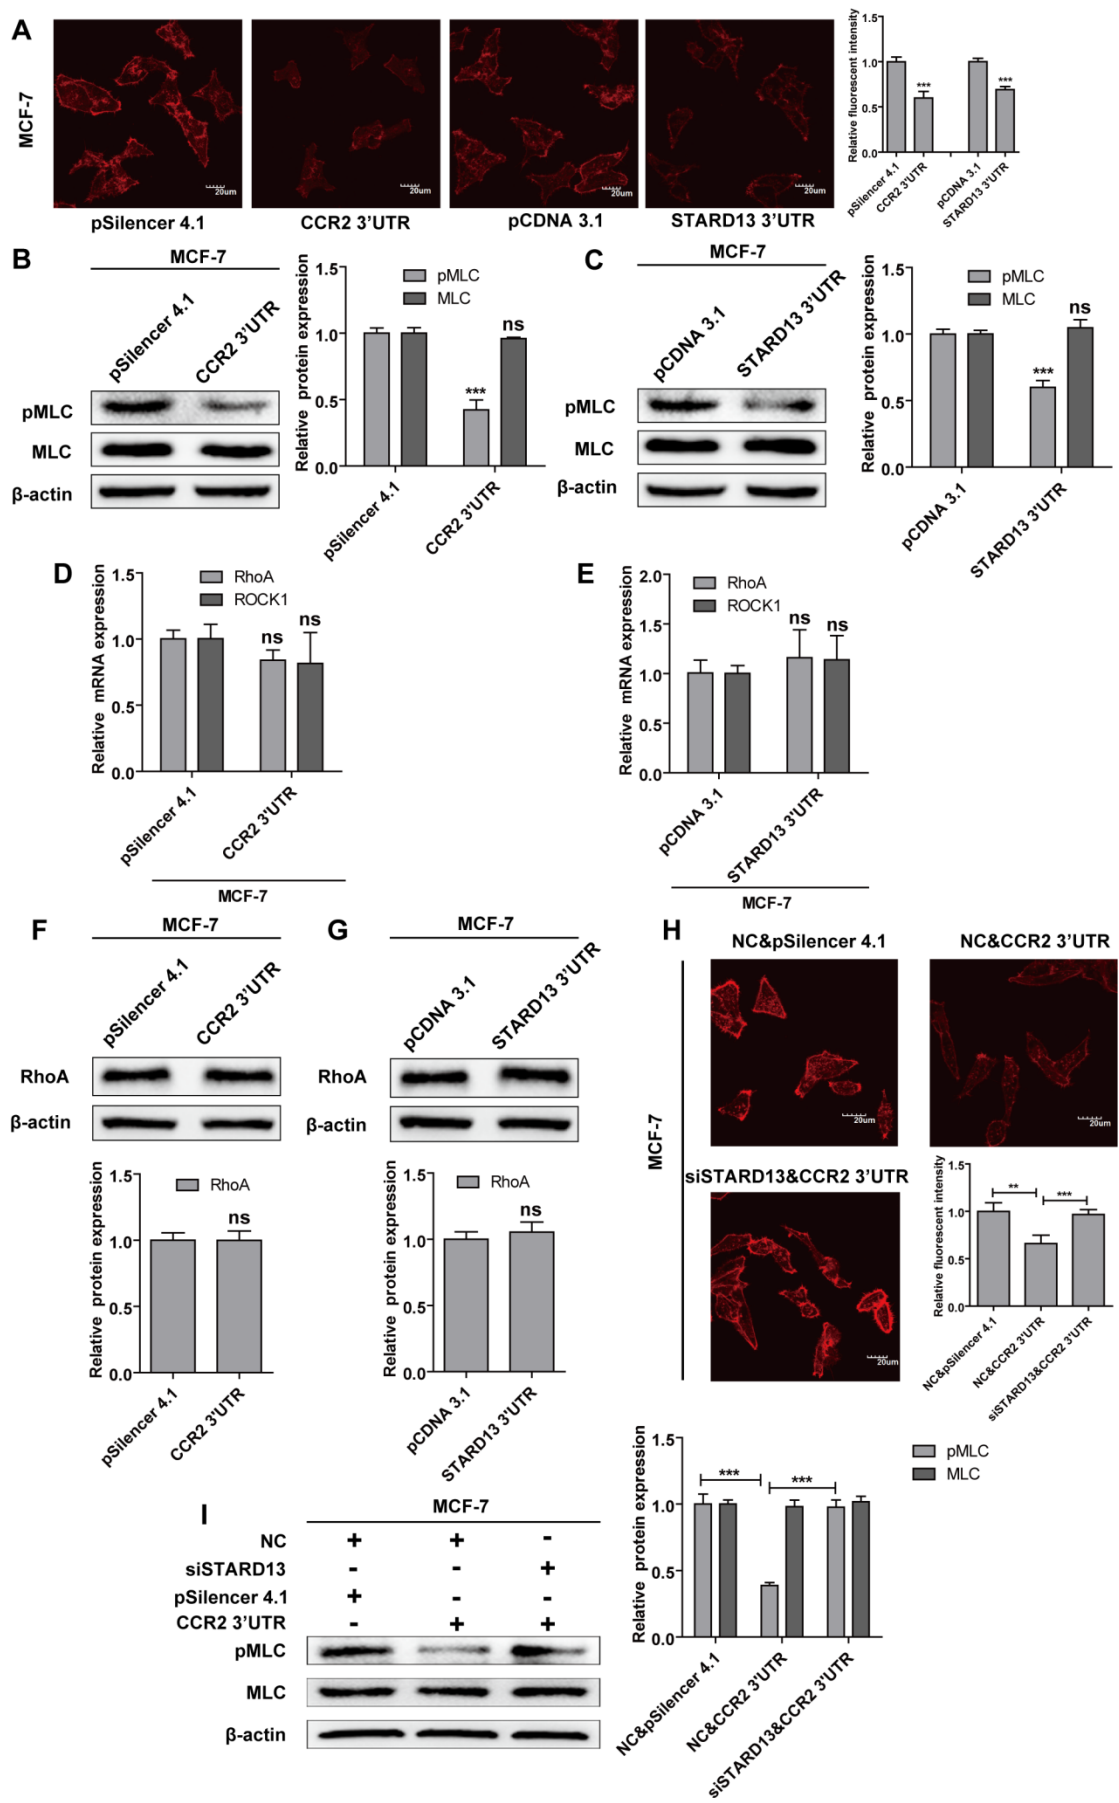 A
MCF-7
20um
20um
20um
20um
pSilencer 4.1
CCR2 3'UTR
pCDNA 3.1
STARD13 3'UTR
Relative fluorescent intensity
1.5
1.0
0.5
0.0
***
***
pSilencer 4.1
CCR2 3'UTR
pCDNA 3.1
STARD13 3'UTR
B
MCF-7
pSilencer 4.1
CCR2 3'UTR
pMLC
MLC
β-actin
Relative protein expression
1.5
1.0
0.5
0.0
pMLC
MLC
***
ns
pSilencer 4.1
CCR2 3'UTR
C
MCF-7
pCDNA 3.1
STARD13 3'UTR
pMLC
MLC
β-actin
Relative protein expression
1.5
1.0
0.5
0.0
pMLC
MLC
***
ns
pCDNA 3.1
STARD13 3'UTR
D
Relative mRNA expression
1.5
1.0
0.5
0.0
RhoA
ROCK1
ns
ns
pSilencer 4.1
CCR2 3'UTR
MCF-7
E
Relative mRNA expression
2.0
1.5
1.0
0.5
0.0
RhoA
ROCK1
ns
ns
pCDNA 3.1
STARD13 3'UTR
MCF-7
F
MCF-7
pSilencer 4.1
CCR2 3'UTR
RhoA
β-actin
Relative protein expression
1.5
1.0
0.5
0.0
RhoA
ns
pSilencer 4.1
CCR2 3'UTR
G
MCF-7
pCDNA 3.1
STARD13 3'UTR
RhoA
β-actin
Relative protein expression
1.5
1.0
0.5
0.0
RhoA
ns
pCDNA 3.1
STARD13 3'UTR
H
NC&pSilencer 4.1
NC&CCR2 3'UTR
MCF-7
20um
20um
siSTARD13&CCR2 3'UTR
20um
Relative fluorescent intensity
1.5
1.0
0.5
0.0
**
***
NC&pSilencer 4.1
NC&CCR2 3'UTR
siSTARD13&CCR2 3'UTR
I
MCF-7
NC + + -
siSTARD13 - - +
pSilencer 4.1 + - -
CCR2 3'UTR - + +
pMLC
MLC
β-actin
Relative protein expression
1.5
1.0
0.5
0.0
***
***
pMLC
MLC
NC&pSilencer 4.1
NC&CCR2 3'UTR
siSTARD13&CCR2 3'UTR